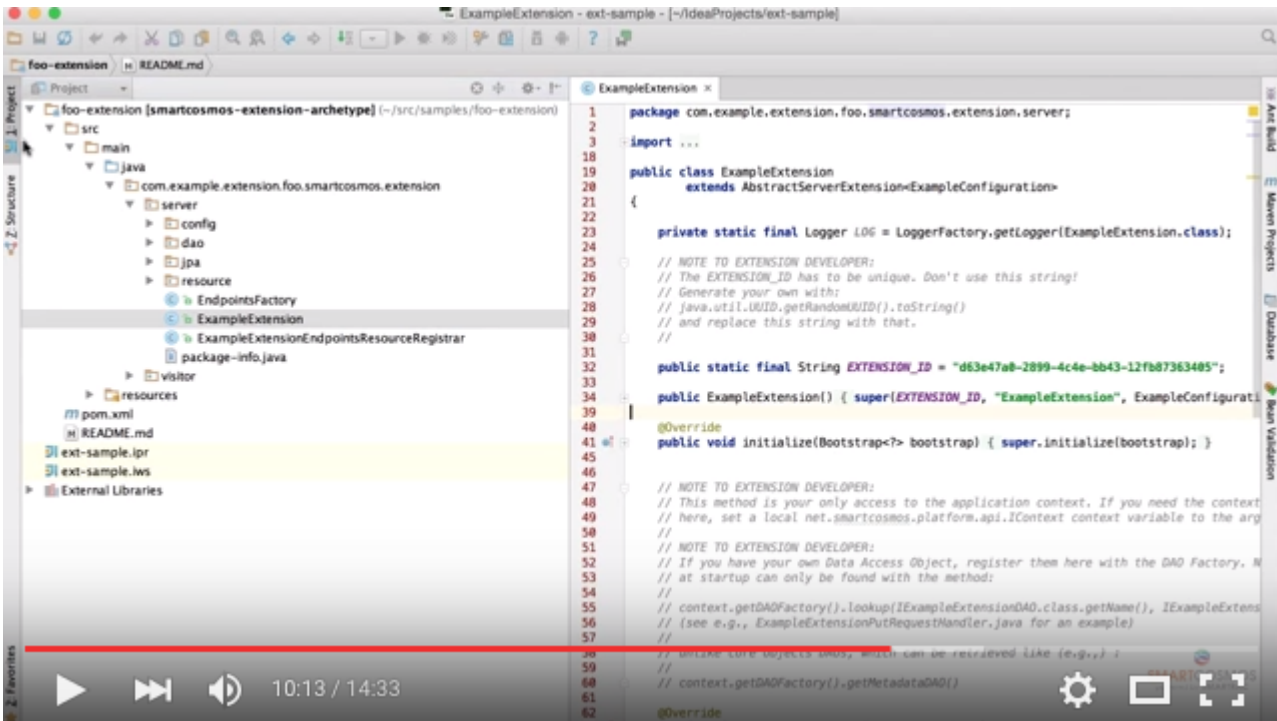 ExampleExtension - ext-sample - [~/IdeaProjects/ext-sample]
foo-extension
README.md
Project
1: Project
Z: Structure
2: Favorites
foo-extension [smartcosmos-extension-archetype] (~/src/samples/foo-extension)
src
main
java
com.example.extension.foo.smartcosmos.extension
server
config
dao
jpa
resource
EndpointsFactory
ExampleExtension
ExampleExtensionEndpointsResourceRegistrar
package-info.java
visitor
resources
pom.xml
README.md
ext-sample.ipr
ext-sample.iws
External Libraries
ExampleExtension
1 package com.example.extension.foo.smartcosmos.extension.server;
2
3 import ...
18
19 public class ExampleExtension
20 extends AbstractServerExtension<ExampleConfiguration>
21 {
22
23 private static final Logger LOG = LoggerFactory.getLogger(ExampleExtension.class);
24
25 // NOTE TO EXTENSION DEVELOPER:
26 // The EXTENSION_ID has to be unique. Don't use this string!
27 // Generate your own with:
28 // java.util.UUID.getRandomUUID().toString()
29 // and replace this string with that.
30 //
31
32 public static final String EXTENSION_ID = "d63e47a0-2899-4c4e-bb43-12fb87363405";
33
34 public ExampleExtension() { super(EXTENSION_ID, "ExampleExtension", ExampleConfigurati
39
40 @Override
41 public void initialize(Bootstrap<?> bootstrap) { super.initialize(bootstrap); }
45
46
47 // NOTE TO EXTENSION DEVELOPER:
48 // This method is your only access to the application context. If you need the context
49 // here, set a local net.smartcosmos.platform.api.IContext context variable to the arg
50 //
51 // NOTE TO EXTENSION DEVELOPER:
52 // If you have your own Data Access Object, register them here with the DAO Factory. N
53 // at startup can only be found with the method:
54 //
55 // context.getDAOFactory().lookup(IExampleExtensionDAO.class.getName(), IExampleExtens
56 // (see e.g., ExampleExtensionPutRequestHandler.java for an example)
57 //
58 // Unlike core Objects DAOs, which can be retrieved like (e.g.,) :
59 //
60 // context.getDAOFactory().getMetadataDAO()
61
62 @Override
Ant Build
Maven Projects
Database
Bean Validation
10:13 / 14:33